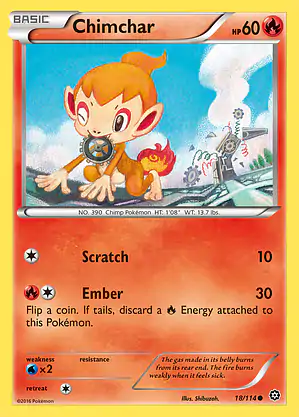 BASIC
Chimchar HP60
NO. 390 Chimp Pokémon HT: 1'08" WT: 13.7 lbs.
Scratch 10
Ember 30
Flip a coin. If tails, discard a Energy attached to
this Pokémon.
weakness resistance
×2
retreat
The gas made in its belly burns
from its rear end. The fire burns
weakly when it feels sick.
©2016 Pokémon Illus. Shibuzoh. 18/114